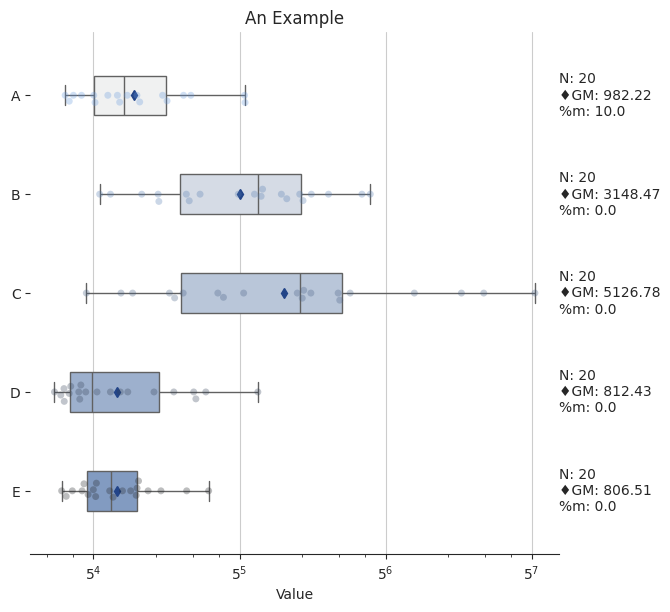 An Example
A
N: 20
♦GM: 982.22
%m: 10.0
B
N: 20
♦GM: 3148.47
%m: 0.0
C
N: 20
♦GM: 5126.78
%m: 0.0
D
N: 20
♦GM: 812.43
%m: 0.0
E
N: 20
♦GM: 806.51
%m: 0.0
5⁴ 5⁵ 5⁶ 5⁷
Value